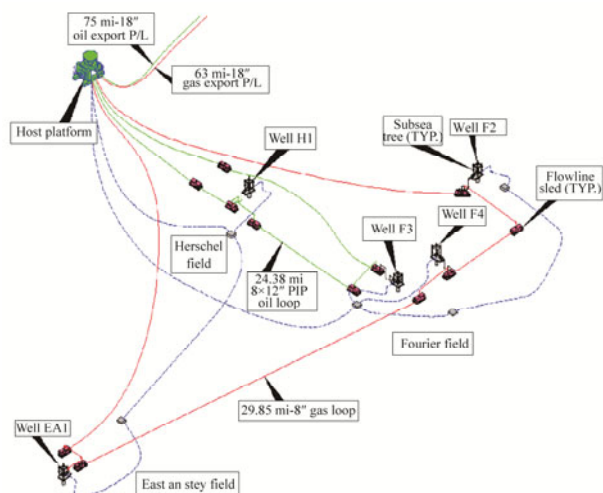 75 mi-18″
oil export P/L
63 mi-18″
gas export P/L
Host platform
Well H1
Subsea
tree (TYP.)
Well F2
Flowline
sled (TYP.)
Well F4
Well F3
Herschel
field
24.38 mi
8×12″ PIP
oil loop
Fourier field
29.85 mi-8″ gas loop
Well EA1
East an stey field